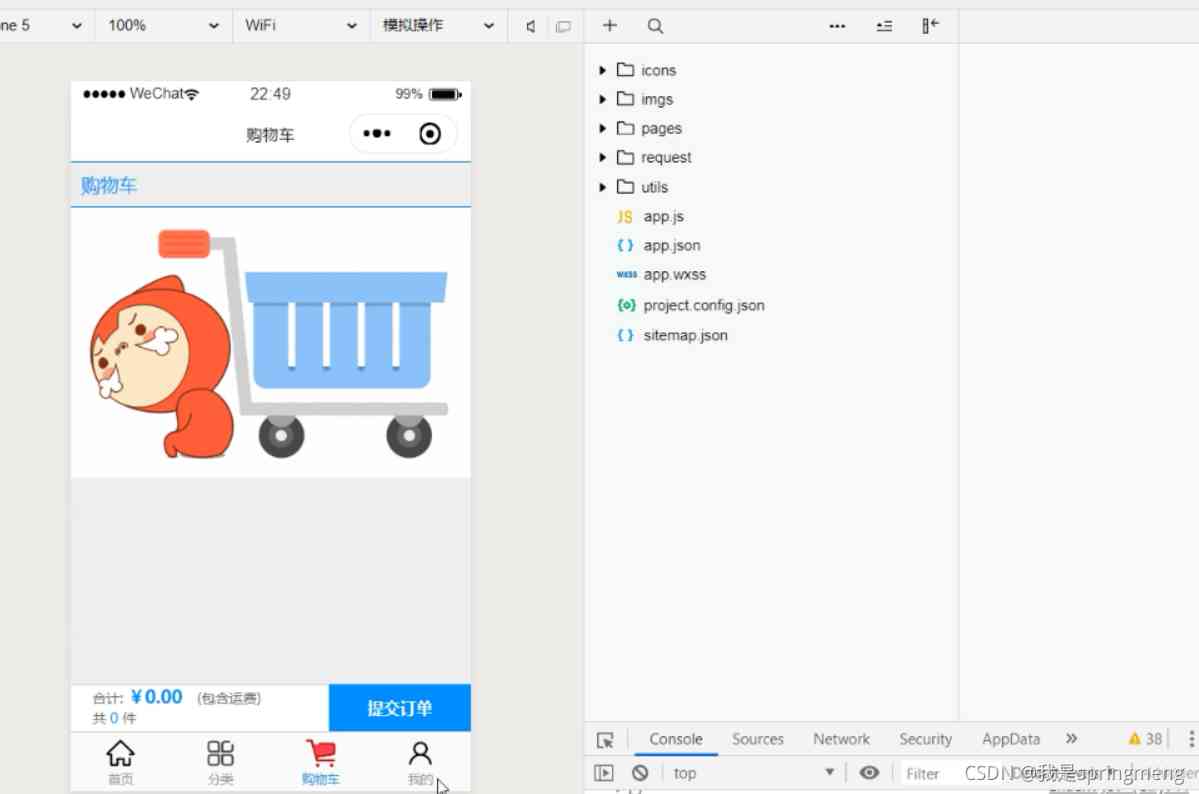 ne 5 100% WiFi 模拟操作
WeChat 22:49 99%
购物车
购物车
合计: ¥0.00 (包含运费)
共 0 件
提交订单
首页 分类 购物车 我的
icons
imgs
pages
request
utils
JS app.js
{ } app.json
wxss app.wxss
{o} project.config.json
{ } sitemap.json
Console Sources Network Security AppData » 38
top Filter
CSDN @我是springmeng